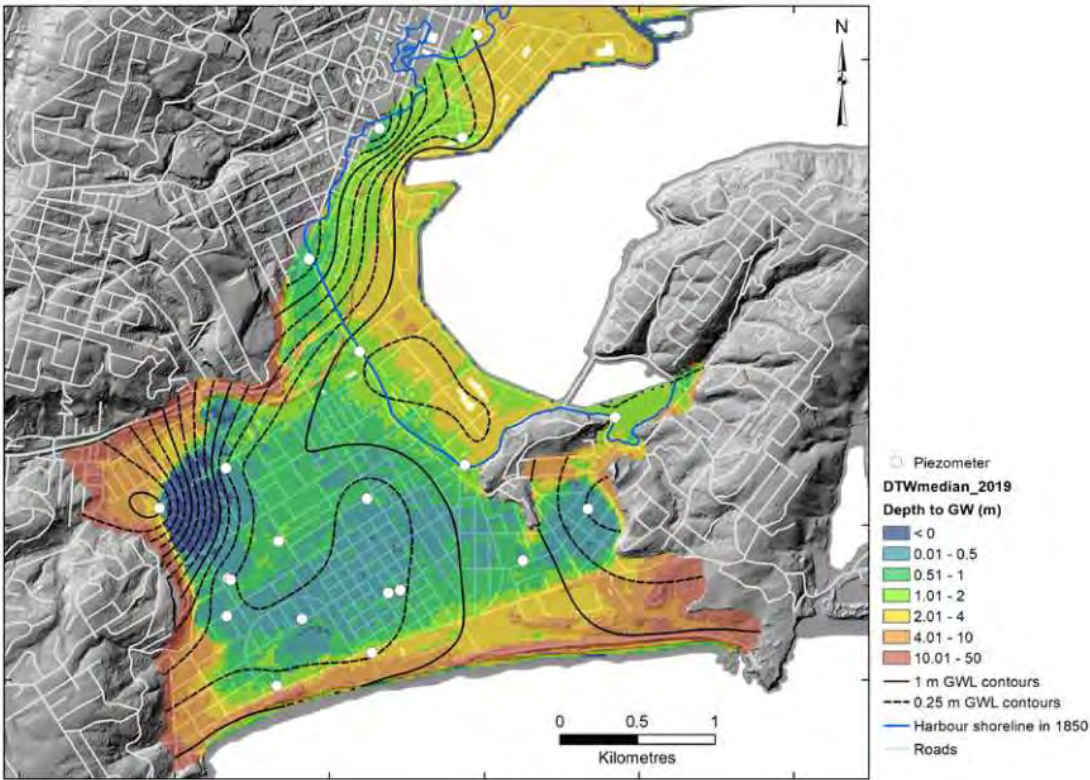 N
Piezometer
DTWmedian_2019
Depth to GW (m)
< 0
0.01 - 0.5
0.51 - 1
1.01 - 2
2.01 - 4
4.01 - 10
10.01 - 50
1 m GWL contours
0.25 m GWL contours
Harbour shoreline in 1850
Roads
0 0.5 1
Kilometres